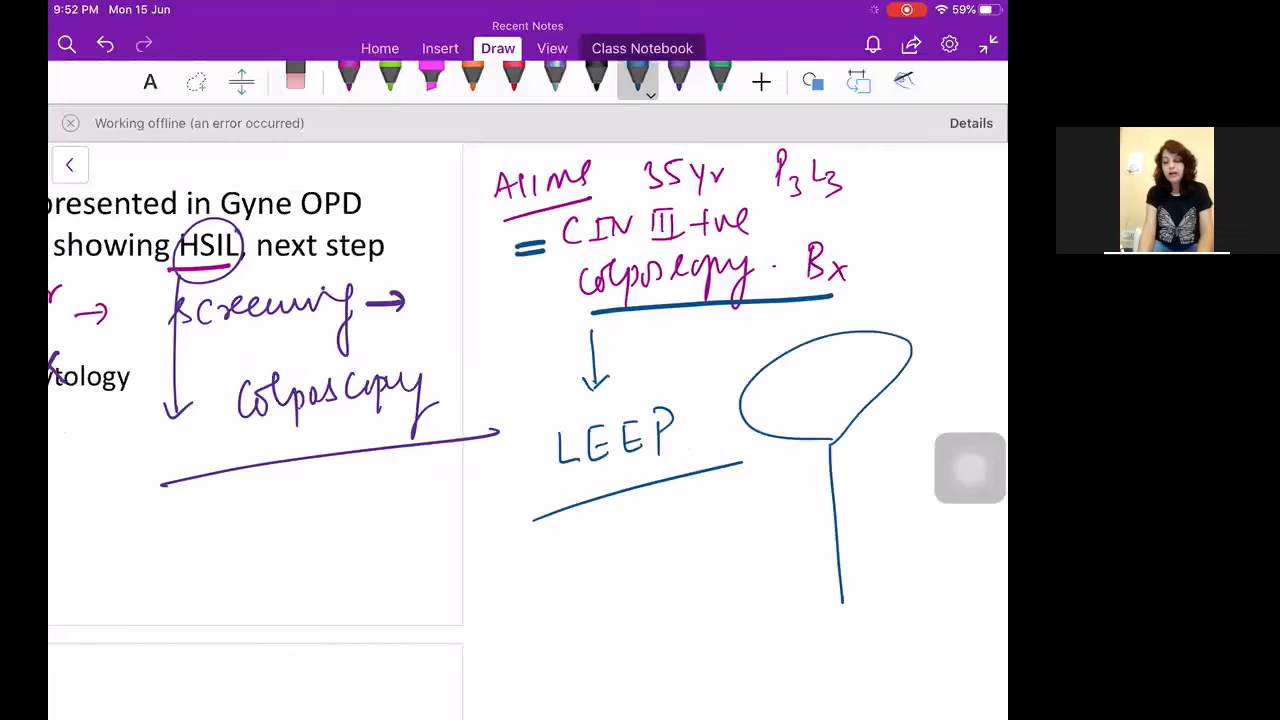 9:52 PM Mon 15 Jun
59%
Recent Notes
Home Insert Draw View Class Notebook
A
Working offline (an error occurred) Details
presented in Gyne OPD
showing HSIL, next step
screening →
Colposcopy
tology
AIIMS 35yr P3L3
= CIN III +ve
Colposcopy. Bx
LEEP